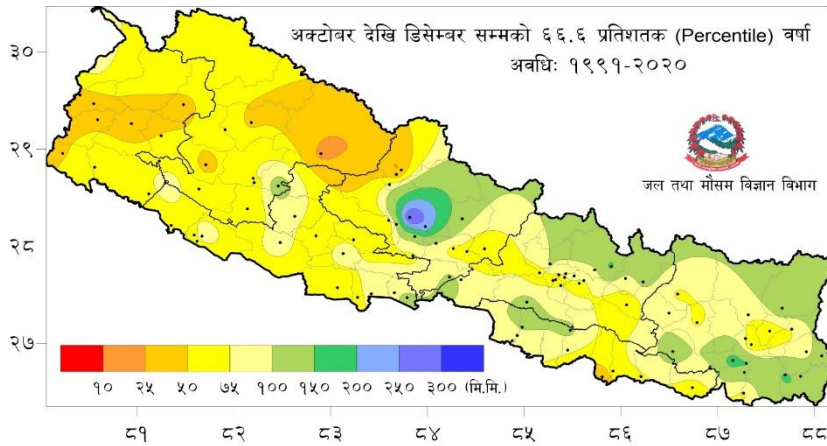 अक्टोबर देखि डिसेम्बर सम्मको ६६.६ प्रतिशतक (Percentile) वर्षा
अवधिः १९९१-२०२०
जल तथा मौसम विज्ञान विभाग
३०
२९
२८
२७
१० २५ ५० ७५ १०० १५० २०० २५० ३०० (मि.मि.)
८१ ८२ ८३ ८४ ८५ ८६ ८७ ८८